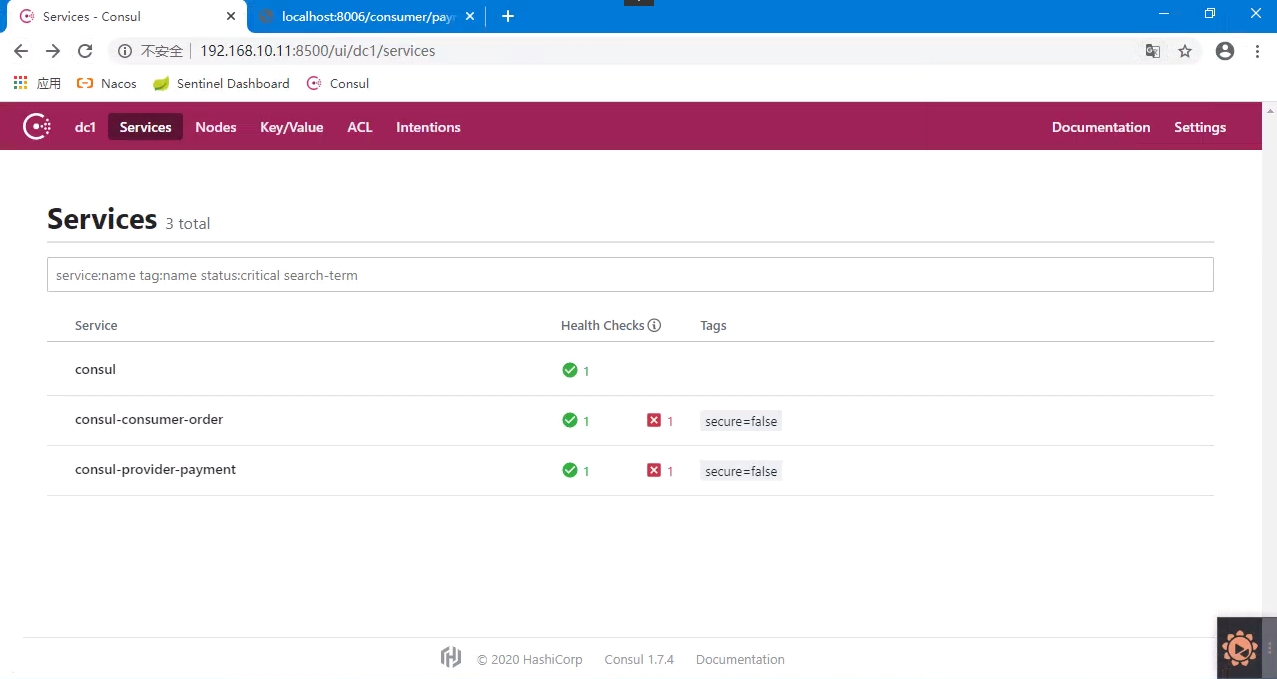 Services - Consul
localhost:8006/consumer/payr
不安全 192.168.10.11:8500/ui/dc1/services
应用 Nacos Sentinel Dashboard Consul
dc1 Services Nodes Key/Value ACL Intentions Documentation Settings
Services 3 total
service:name tag:name status:critical search-term
Service Health Checks Tags
consul 1
consul-consumer-order 1 1 secure=false
consul-provider-payment 1 1 secure=false
© 2020 HashiCorp Consul 1.7.4 Documentation